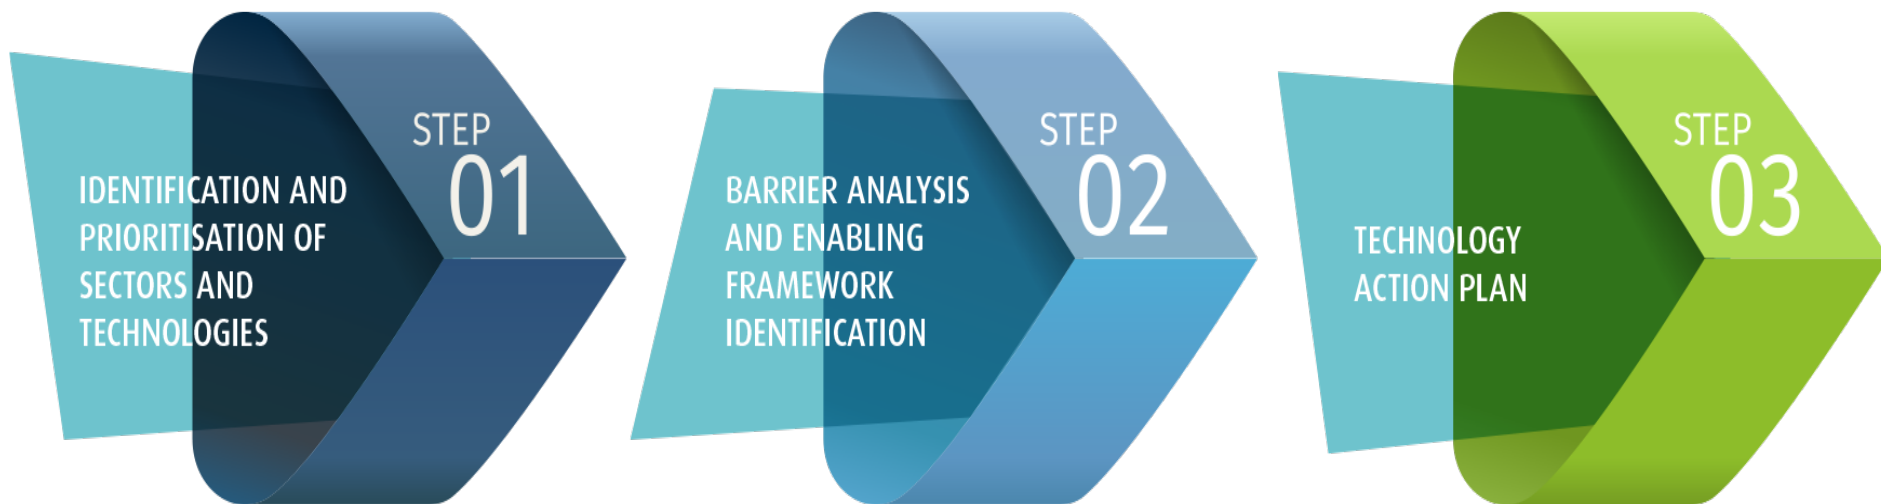 STEP
01
IDENTIFICATION AND
PRIORITISATION OF
SECTORS AND
TECHNOLOGIES
STEP
02
BARRIER ANALYSIS
AND ENABLING
FRAMEWORK
IDENTIFICATION
STEP
03
TECHNOLOGY
ACTION PLAN